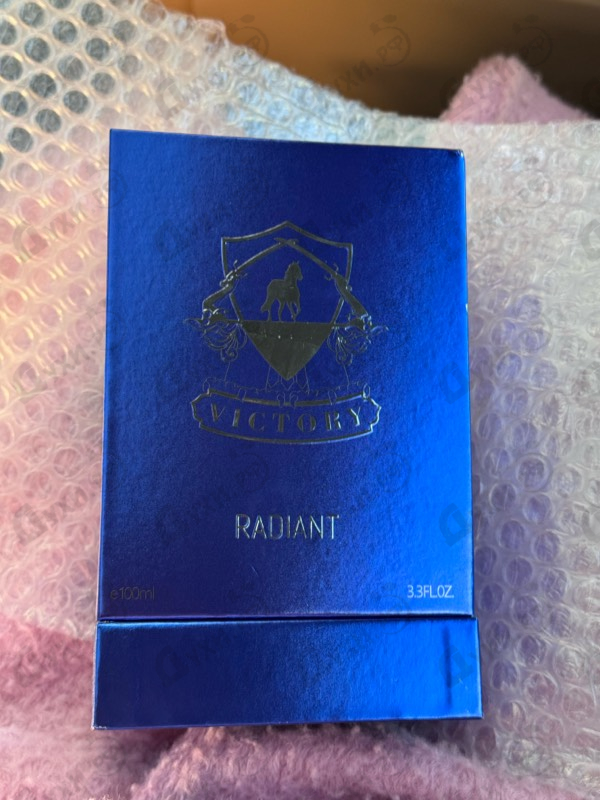 VICTORY
RADIANT
e100ml
3.3FL.OZ.